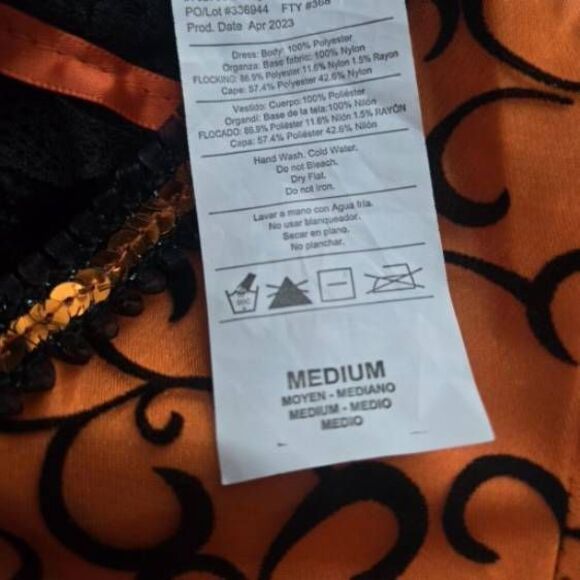 PO/Lot #336944 FTY #368
Prod. Date Apr 2023
Dress: Body: 100% Polyester
Organza: Base fabric: 100% Nylon
FLOCKING: 86.9% Polyester 11.6% Nylon 1.5% Rayon
Cape: 57.4% Polyester 42.6% Nylon
Vestido: Cuerpo:100% Poliéster
Organdí: Base de la tela:100% Nilón
FLOCADO: 86.9% Poliéster 11.6% Nilón 1.5% RAYÓN
Capa: 57.4% Poliéster 42.6% Nilón
Hand Wash. Cold Water.
Do not Bleach.
Dry Flat.
Do not Iron.
Lavar a mano con Agua fría.
No usar blanqueador.
Secar en plano.
No planchar.
MEDIUM
MOYEN - MEDIANO
MEDIUM - MEDIO
MEDIO